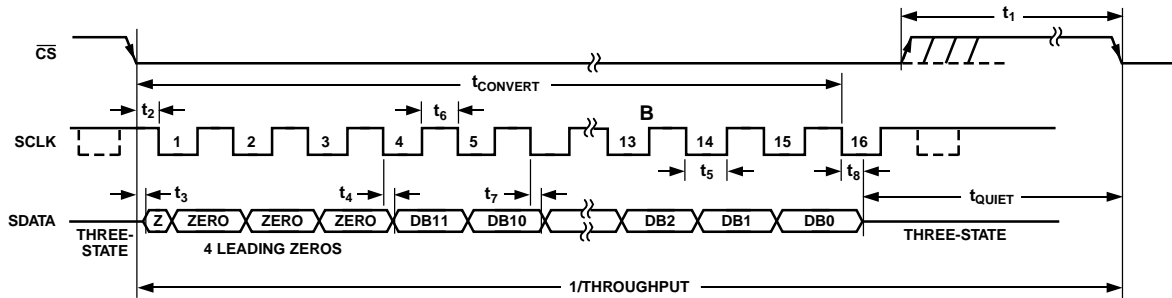 t1
CS
tCONVERT
t2
t6
B
SCLK
1 2 3 4 5 13 14 15 16
t3
t4
t7
t5
t8
tQUIET
SDATA
Z ZERO ZERO ZERO DB11 DB10 DB2 DB1 DB0
THREE-
STATE
4 LEADING ZEROS
THREE-STATE
1/THROUGHPUT